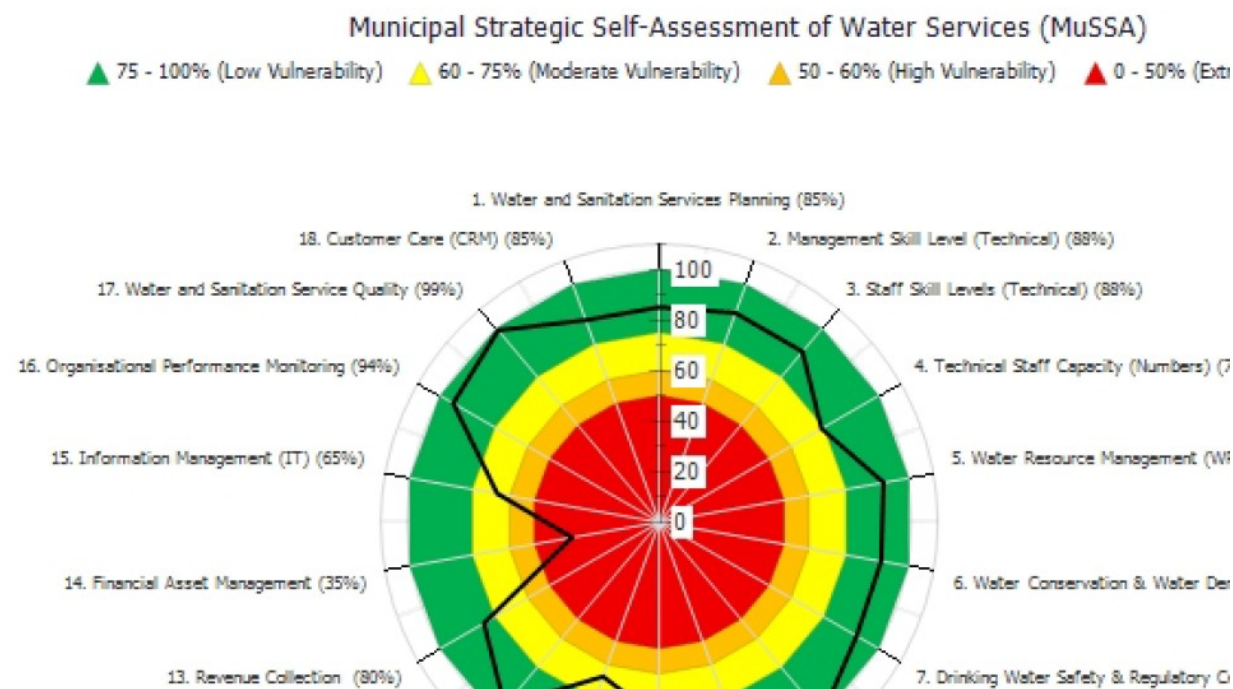 Municipal Strategic Self-Assessment of Water Services (MuSSA)
75 - 100% (Low Vulnerability) 60 - 75% (Moderate Vulnerability) 50 - 60% (High Vulnerability) 0 - 50%
1. Water and Sanitation Services Planning (85%)
18. Customer Care (CRM) (85%) 2. Management Skill Level (Technical) (88%)
100
17. Water and Sanitation Service Quality (99%) 3. Staff Skill Levels (Technical) (88%)
80
16. Organisational Performance Monitoring (94%) 60 4. Technical Staff Capacity (Numbers)
40
15. Information Management (IT) (65%) 20 5. Water Resource Management
0
14. Financial Asset Management (35%) 6. Water Conservation & Water
13. Revenue Collection (80%) 7. Drinking Water Safety & Regulatory